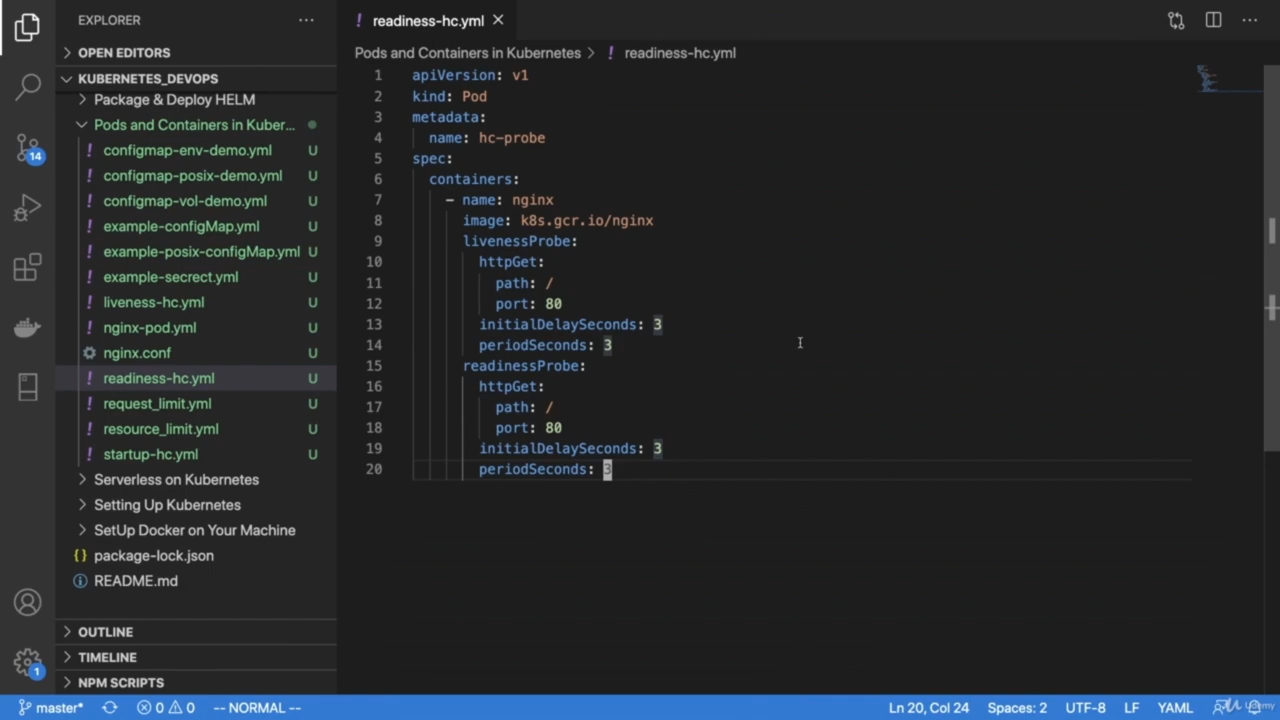 EXPLORER
OPEN EDITORS
KUBERNETES_DEVOPS
Package & Deploy HELM
Pods and Containers in Kuber...
configmap-env-demo.yml U
configmap-posix-demo.yml U
configmap-vol-demo.yml U
example-configMap.yml U
example-posix-configMap.yml U
example-secrect.yml U
liveness-hc.yml U
nginx-pod.yml U
nginx.conf U
readiness-hc.yml U
request_limit.yml U
resource_limit.yml U
startup-hc.yml U
Serverless on Kubernetes
Setting Up Kubernetes
SetUp Docker on Your Machine
package-lock.json
README.md
OUTLINE
TIMELINE
NPM SCRIPTS
14
1
readiness-hc.yml
Pods and Containers in Kubernetes > readiness-hc.yml
1 apiVersion: v1
2 kind: Pod
3 metadata:
4 name: hc-probe
5 spec:
6 containers:
7 - name: nginx
8 image: k8s.gcr.io/nginx
9 livenessProbe:
10 httpGet:
11 path: /
12 port: 80
13 initialDelaySeconds: 3
14 periodSeconds: 3
15 readinessProbe:
16 httpGet:
17 path: /
18 port: 80
19 initialDelaySeconds: 3
20 periodSeconds: 3
master* 0 0 -- NORMAL -- Ln 20, Col 24 Spaces: 2 UTF-8 LF YAML
Udemy